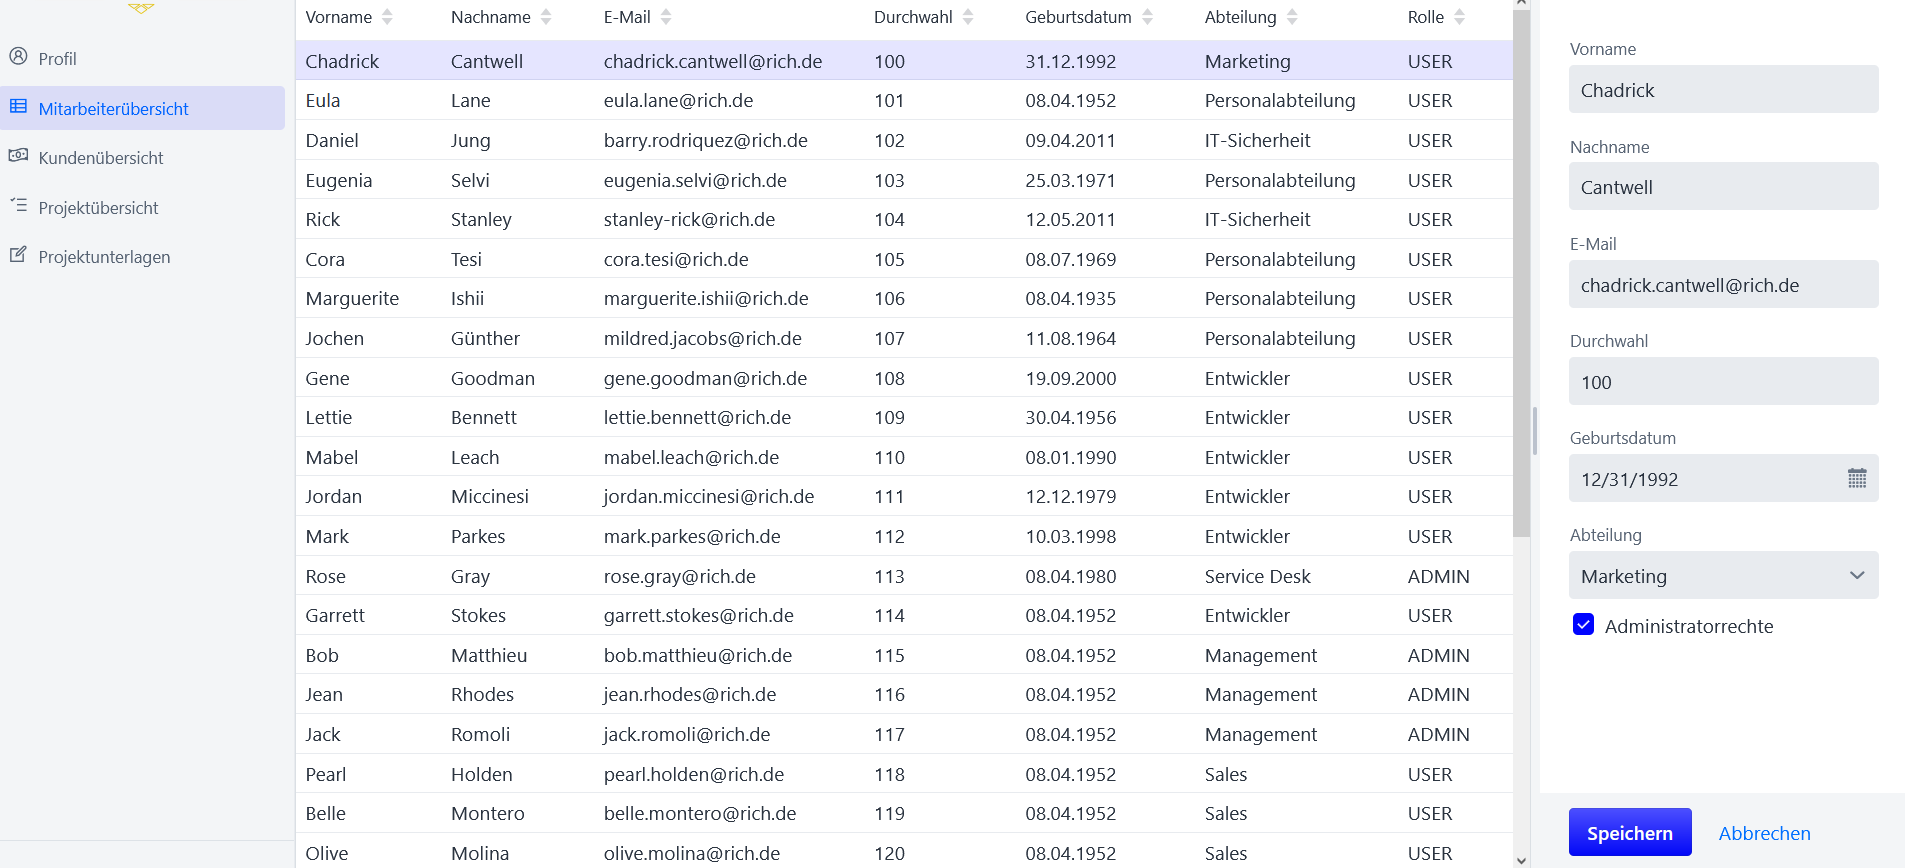 Profil
Mitarbeiterübersicht
Kundenübersicht
Projektübersicht
Projektunterlagen
Vorname Nachname E-Mail Durchwahl Geburtsdatum Abteilung Rolle
Chadrick Cantwell chadrick.cantwell@rich.de 100 31.12.1992 Marketing USER
Eula Lane eula.lane@rich.de 101 08.04.1952 Personalabteilung USER
Daniel Jung barry.rodriquez@rich.de 102 09.04.2011 IT-Sicherheit USER
Eugenia Selvi eugenia.selvi@rich.de 103 25.03.1971 Personalabteilung USER
Rick Stanley stanley-rick@rich.de 104 12.05.2011 IT-Sicherheit USER
Cora Tesi cora.tesi@rich.de 105 08.07.1969 Personalabteilung USER
Marguerite Ishii marguerite.ishii@rich.de 106 08.04.1935 Personalabteilung USER
Jochen Günther mildred.jacobs@rich.de 107 11.08.1964 Personalabteilung USER
Gene Goodman gene.goodman@rich.de 108 19.09.2000 Entwickler USER
Lettie Bennett lettie.bennett@rich.de 109 30.04.1956 Entwickler USER
Mabel Leach mabel.leach@rich.de 110 08.01.1990 Entwickler USER
Jordan Miccinesi jordan.miccinesi@rich.de 111 12.12.1979 Entwickler USER
Mark Parkes mark.parkes@rich.de 112 10.03.1998 Entwickler USER
Rose Gray rose.gray@rich.de 113 08.04.1980 Service Desk ADMIN
Garrett Stokes garrett.stokes@rich.de 114 08.04.1952 Entwickler USER
Bob Matthieu bob.matthieu@rich.de 115 08.04.1952 Management ADMIN
Jean Rhodes jean.rhodes@rich.de 116 08.04.1952 Management ADMIN
Jack Romoli jack.romoli@rich.de 117 08.04.1952 Management ADMIN
Pearl Holden pearl.holden@rich.de 118 08.04.1952 Sales USER
Belle Montero belle.montero@rich.de 119 08.04.1952 Sales USER
Olive Molina olive.molina@rich.de 120 08.04.1952 Sales USER
Vorname
Chadrick
Nachname
Cantwell
E-Mail
chadrick.cantwell@rich.de
Durchwahl
100
Geburtsdatum
12/31/1992
Abteilung
Marketing
Administratorrechte
Speichern Abbrechen